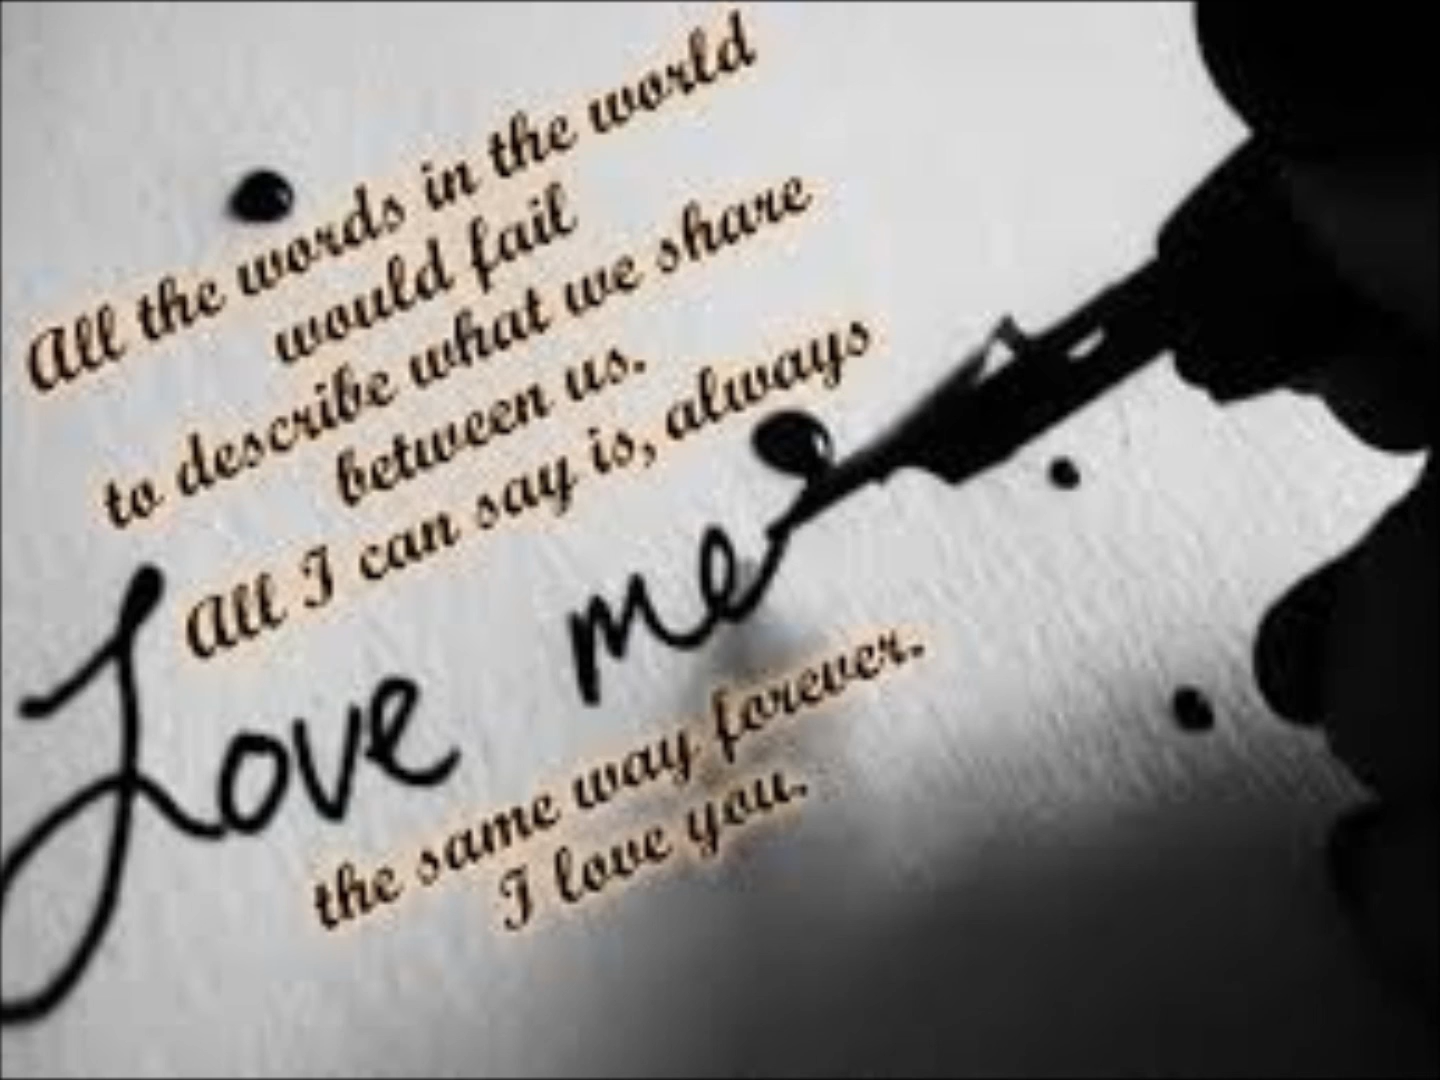 All the words in the world
would fail
to describe what we share
between us.
All I can say is, always
Love me
the same way forever.
I love you.